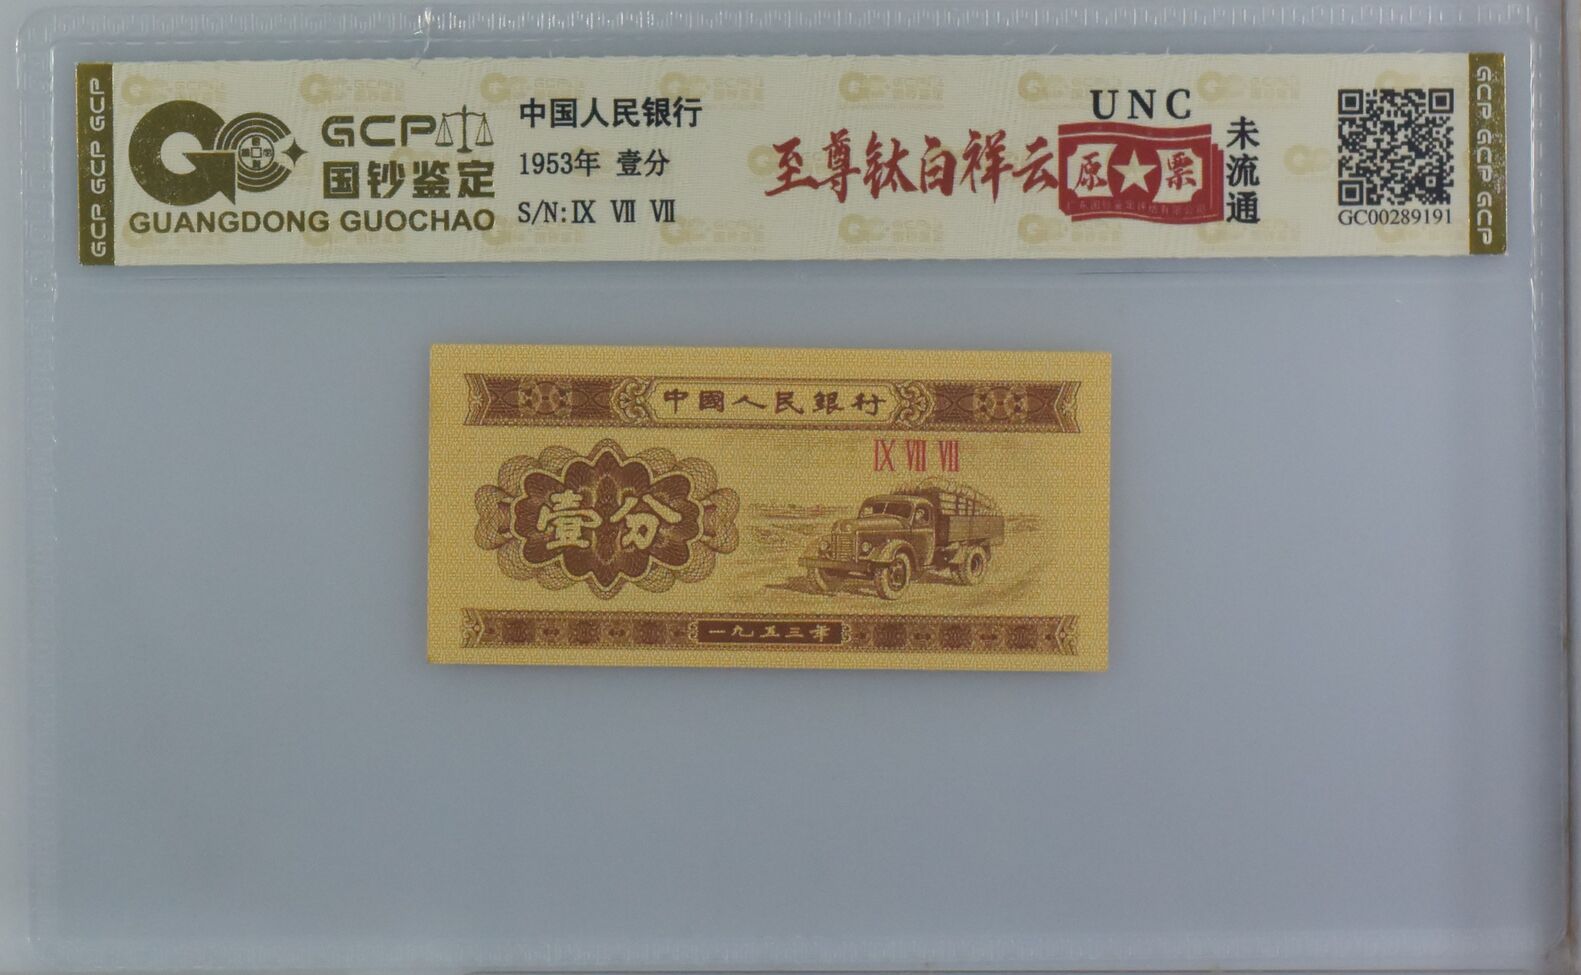 GCP GCP GCP
GCP
国钞鉴定
GUANGDONG GUOCHAO
中国人民银行
1953年 壹分
S/N:Ⅸ Ⅶ Ⅶ
至尊钛白祥云
原票
UNC
未流通
GC00289191
GCP GCP GCP
中國人民銀行
Ⅸ Ⅶ Ⅶ
壹分
一九五三年